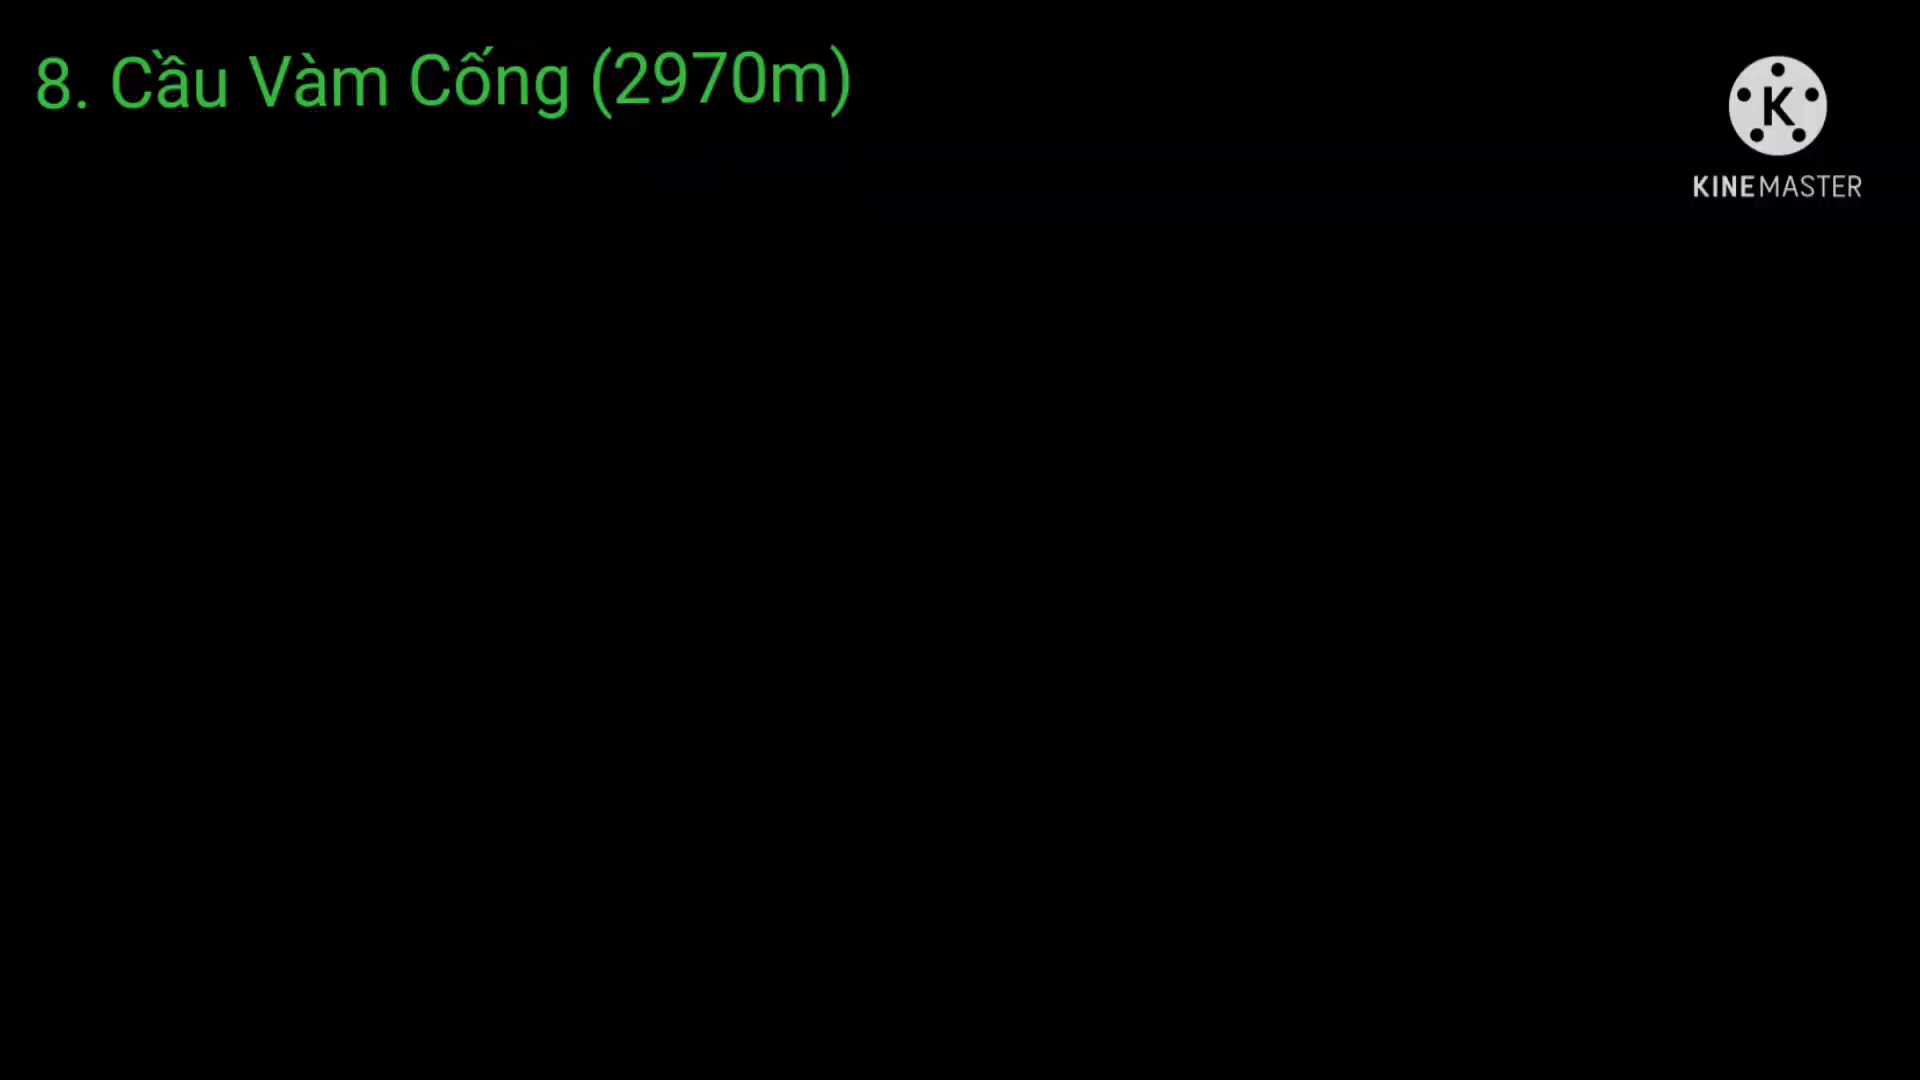 8. Cầu Vàm Cống (2970m)
K
KINEMASTER